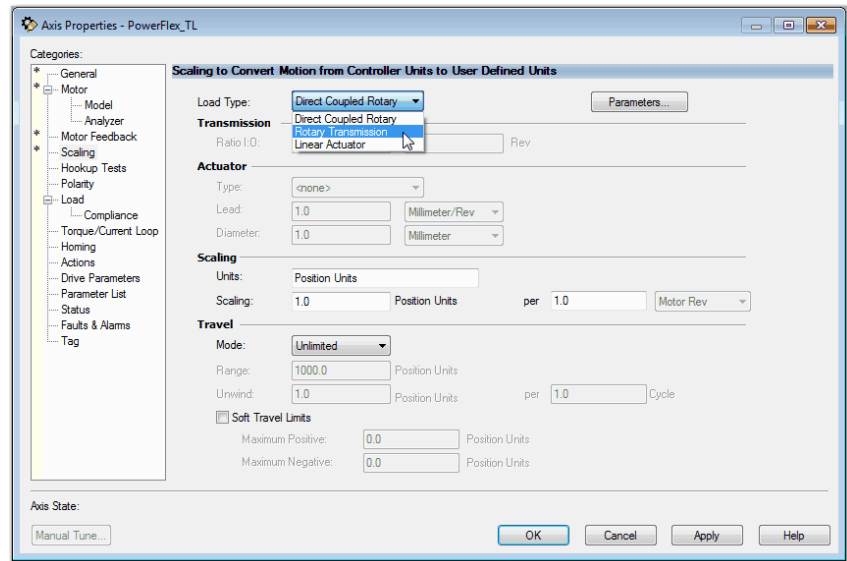 Axis Properties - PowerFlex_TL
Categories:
* General
* Motor
Model
Analyzer
* Motor Feedback
* Scaling
Hookup Tests
Polarity
Load
Compliance
Torque/Current Loop
Homing
Actions
Drive Parameters
Parameter List
Status
Faults & Alarms
Tag
Scaling to Convert Motion from Controller Units to User Defined Units
Load Type: Direct Coupled Rotary Parameters...
Direct Coupled Rotary
Rotary Transmission
Linear Actuator
Transmission
Ratio I:O: Rev
Actuator
Type: <none>
Lead: 1.0 Millimeter/Rev
Diameter: 1.0 Millimeter
Scaling
Units: Position Units
Scaling: 1.0 Position Units per 1.0 Motor Rev
Travel
Mode: Unlimited
Range: 1000.0 Position Units
Unwind: 1.0 Position Units per 1.0 Cycle
Soft Travel Limits
Maximum Positive: 0.0 Position Units
Maximum Negative: 0.0 Position Units
Axis State:
Manual Tune... OK Cancel Apply Help